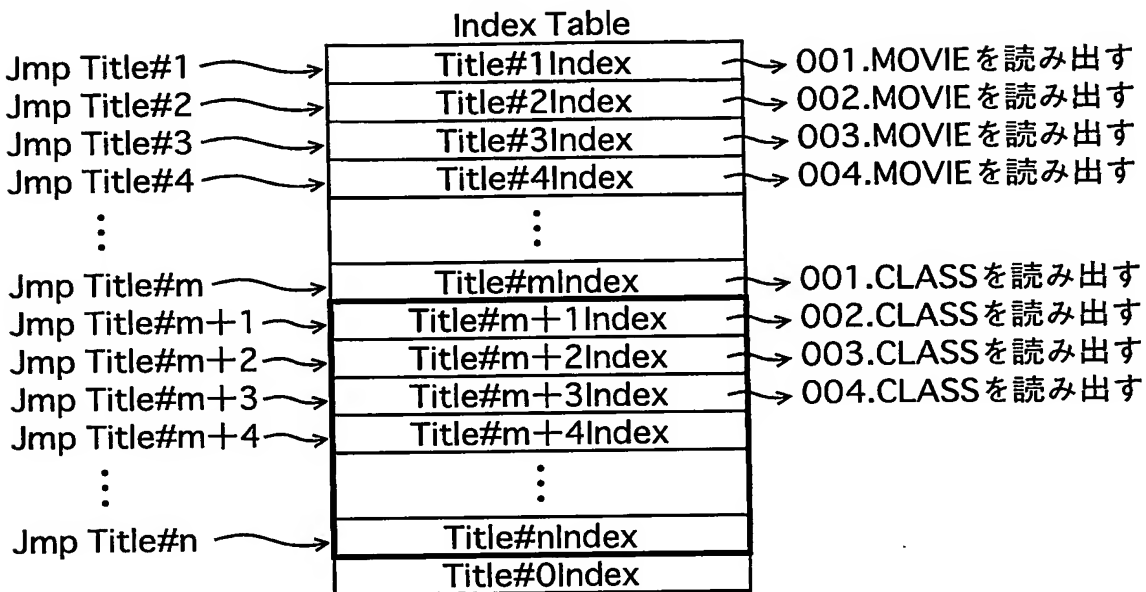 Index Table
Jmp Title#1 Title#1Index 001.MOVIEを読み出す
Jmp Title#2 Title#2Index 002.MOVIEを読み出す
Jmp Title#3 Title#3Index 003.MOVIEを読み出す
Jmp Title#4 Title#4Index 004.MOVIEを読み出す
Jmp Title#m Title#mIndex 001.CLASSを読み出す
Jmp Title#m+1 Title#m+1Index 002.CLASSを読み出す
Jmp Title#m+2 Title#m+2Index 003.CLASSを読み出す
Jmp Title#m+3 Title#m+3Index 004.CLASSを読み出す
Jmp Title#m+4 Title#m+4Index
Jmp Title#n Title#nIndex
Title#0Index